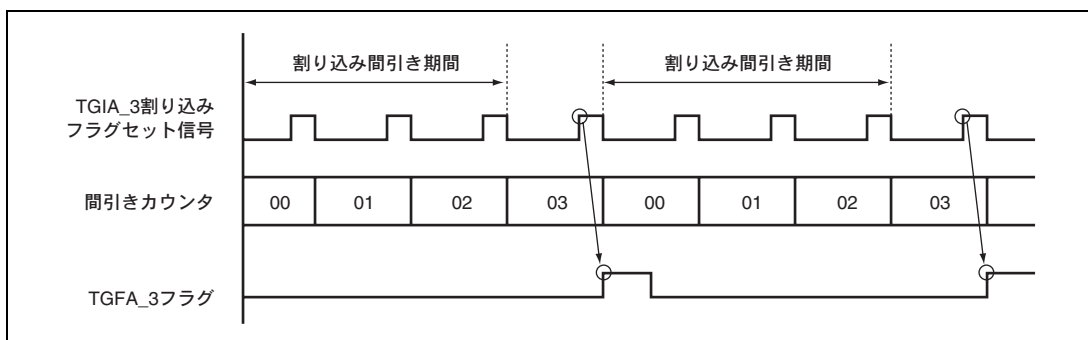 割り込み間引き期間
割り込み間引き期間
TGIA_3割り込み
フラグセット信号
間引きカウンタ
00 01 02 03 00 01 02 03
TGFA_3フラグ